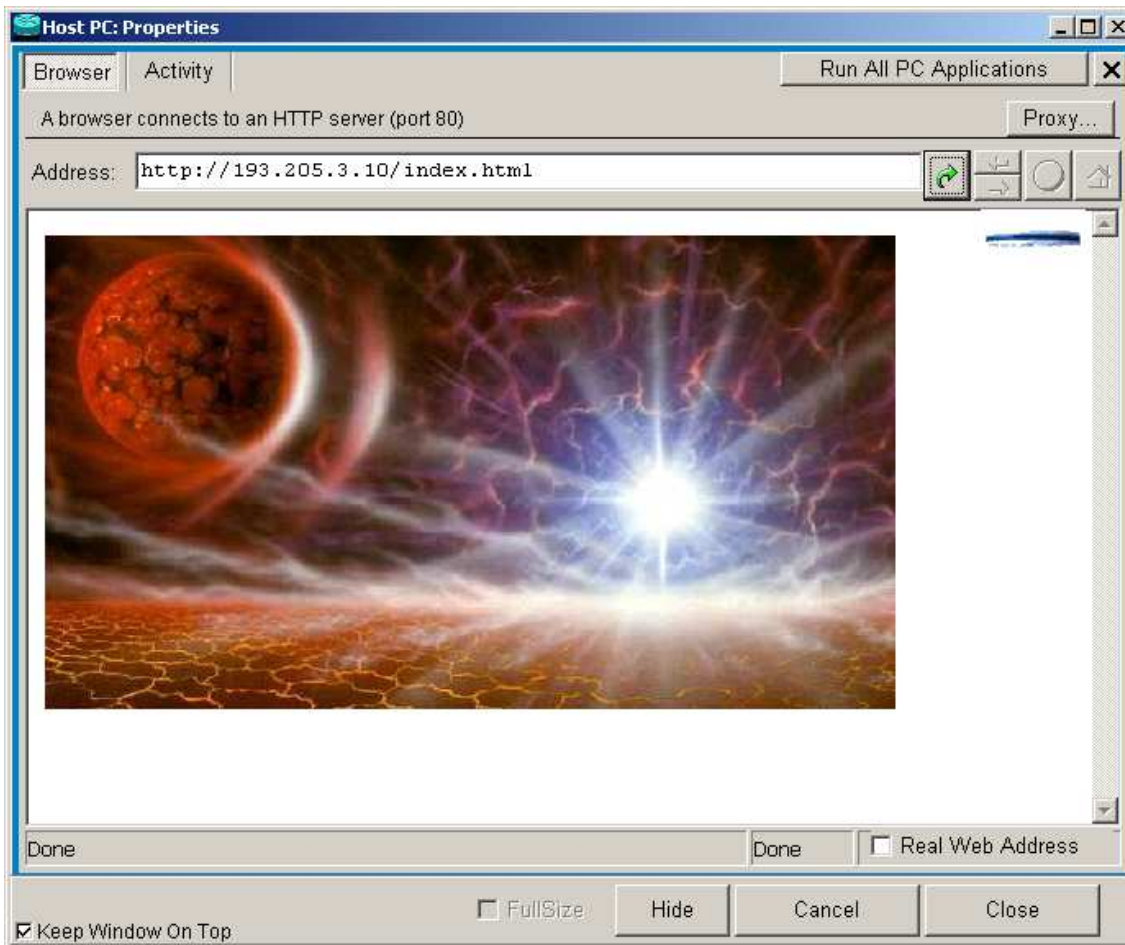 Host PC: Properties
Browser Activity Run All PC Applications
A browser connects to an HTTP server (port 80) Proxy...
Address: http://193.205.3.10/index.html
Done Done Real Web Address
FullSize Hide Cancel Close
Keep Window On Top